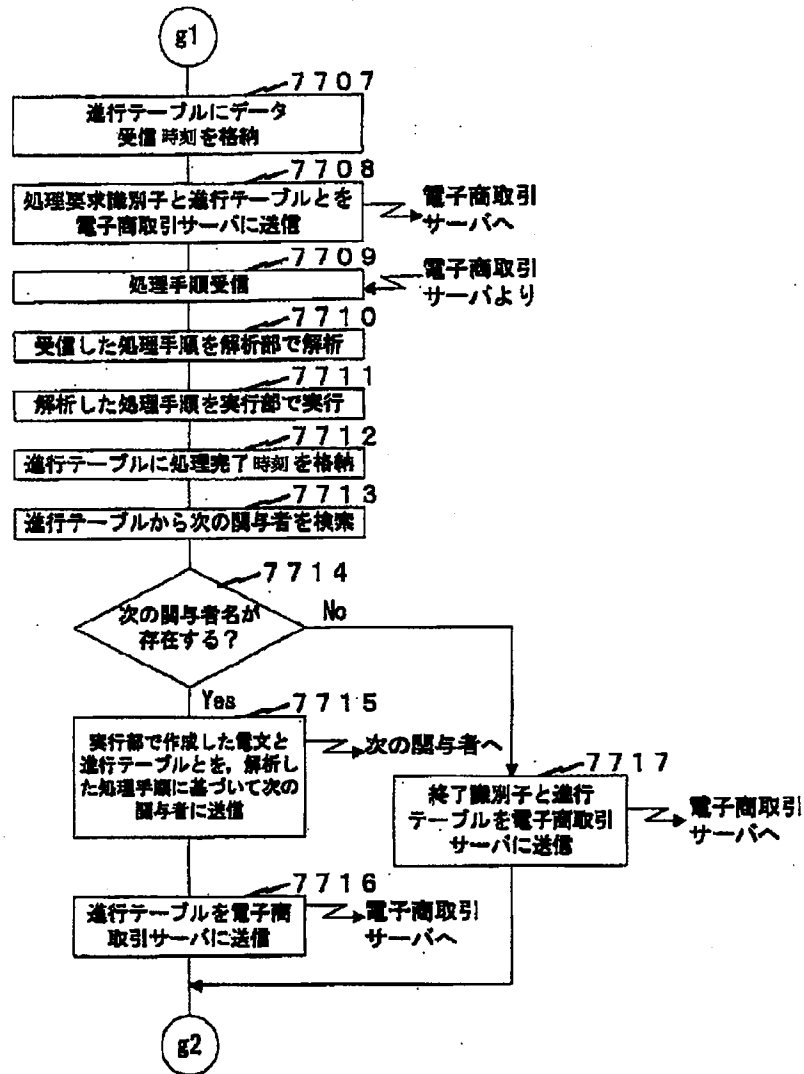 g1
7707
進行テーブルにデータ
受信時刻を格納
7708
処理要求識別子と進行テーブルとを
電子商取引サーバに送信
電子商取引
サーバへ
7709
処理手順受信
電子商取引
サーバより
7710
受信した処理手順を解析部で解析
7711
解析した処理手順を実行部で実行
7712
進行テーブルに処理完了時刻を格納
7713
進行テーブルから次の関与者を検索
7714
次の関与者名が
存在する?
No
Yes
7715
実行部で作成した電文と
進行テーブルとを,解析し
た処理手順に基づいて次の
関与者に送信
次の関与者へ
7717
終了識別子と進行
テーブルを電子商取引
サーバに送信
電子商取引
サーバへ
7716
進行テーブルを電子商
取引サーバに送信
電子商取引
サーバへ
g2